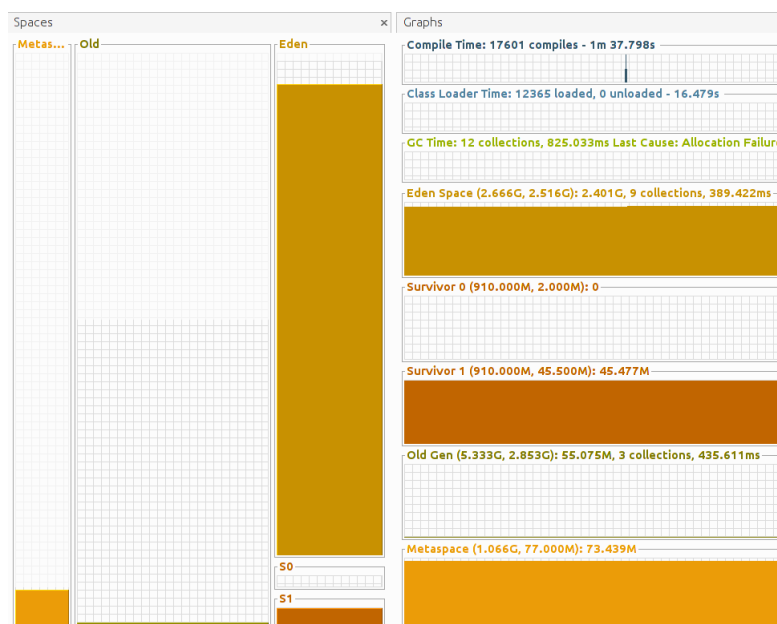 Spaces
Metas...
Old
Eden
S0
S1
Graphs
Compile Time: 17601 compiles - 1m 37.798s
Class Loader Time: 12365 loaded, 0 unloaded - 16.479s
GC Time: 12 collections, 825.033ms Last Cause: Allocation Failure
Eden Space (2.666G, 2.516G): 2.401G, 9 collections, 389.422ms
Survivor 0 (910.000M, 2.000M): 0
Survivor 1 (910.000M, 45.500M): 45.477M
Old Gen (5.333G, 2.853G): 55.075M, 3 collections, 435.611ms
Metaspace (1.066G, 77.000M): 73.439M